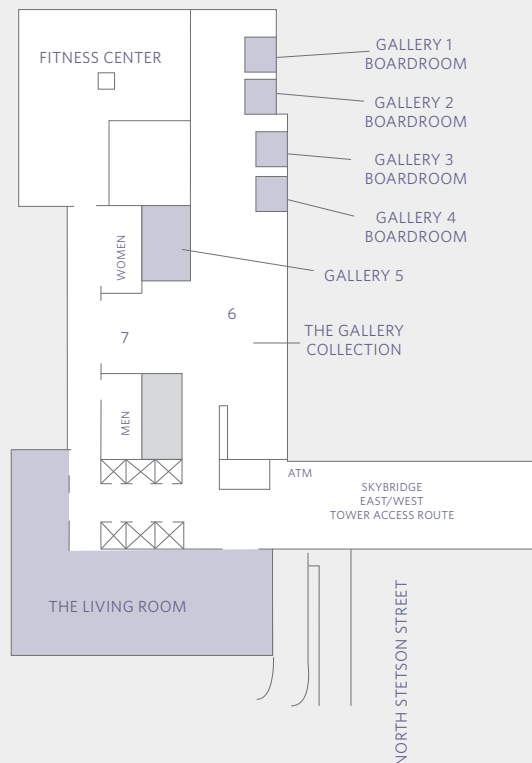 FITNESS CENTER
GALLERY 1
BOARDROOM
GALLERY 2
BOARDROOM
GALLERY 3
BOARDROOM
GALLERY 4
BOARDROOM
WOMEN
GALLERY 5
6
7
THE GALLERY
COLLECTION
MEN
ATM
SKYBRIDGE
EAST/WEST
TOWER ACCESS ROUTE
THE LIVING ROOM
NORTH STETSON STREET